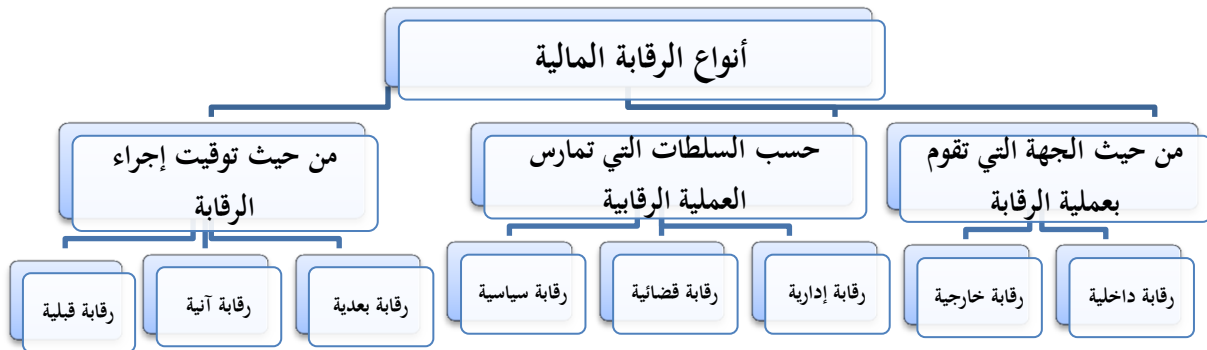 أنواع الرقابة المالية
من حيث الجهة التي تقوم
بعملية الرقابة
حسب السلطات التي تمارس
العملية الرقابية
من حيث توقيت إجراء
الرقابة
رقابة داخلية
رقابة خارجية
رقابة إدارية
رقابة قضائية
رقابة سياسية
رقابة بعدية
رقابة آنية
رقابة قبلية